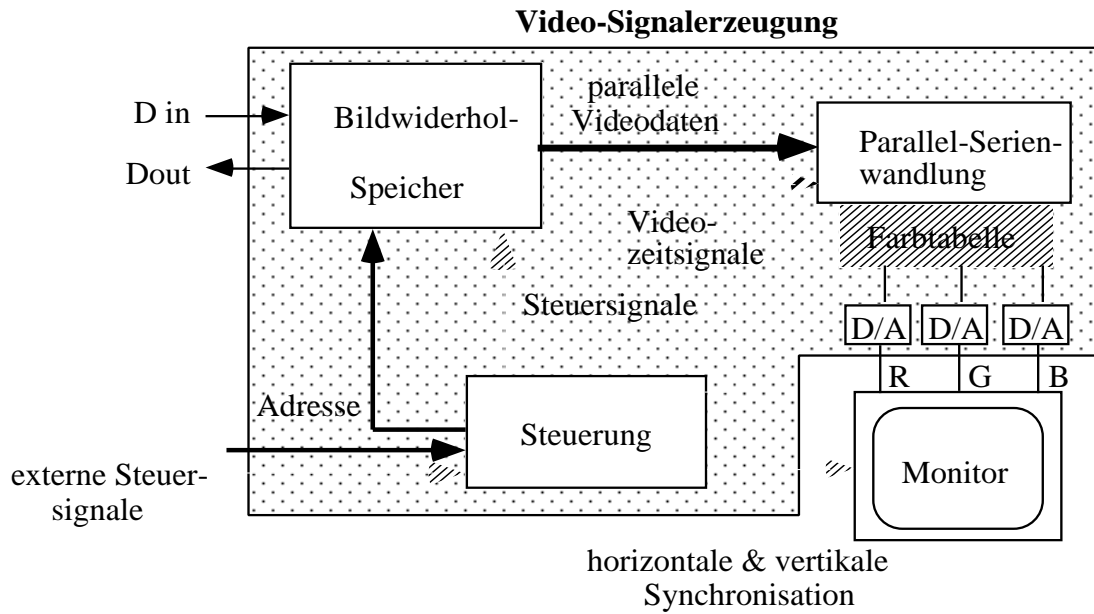 Video-Signalerzeugung
D in
Dout
Bildwiderhol-
Speicher
parallele
Videodaten
Parallel-Serien-
wandlung
Farbtabelle
Video-
zeitsignale
Steuersignale
D/A
D/A
D/A
R
G
B
Adresse
Steuerung
Monitor
externe Steuer-
signale
horizontale & vertikale
Synchronisation